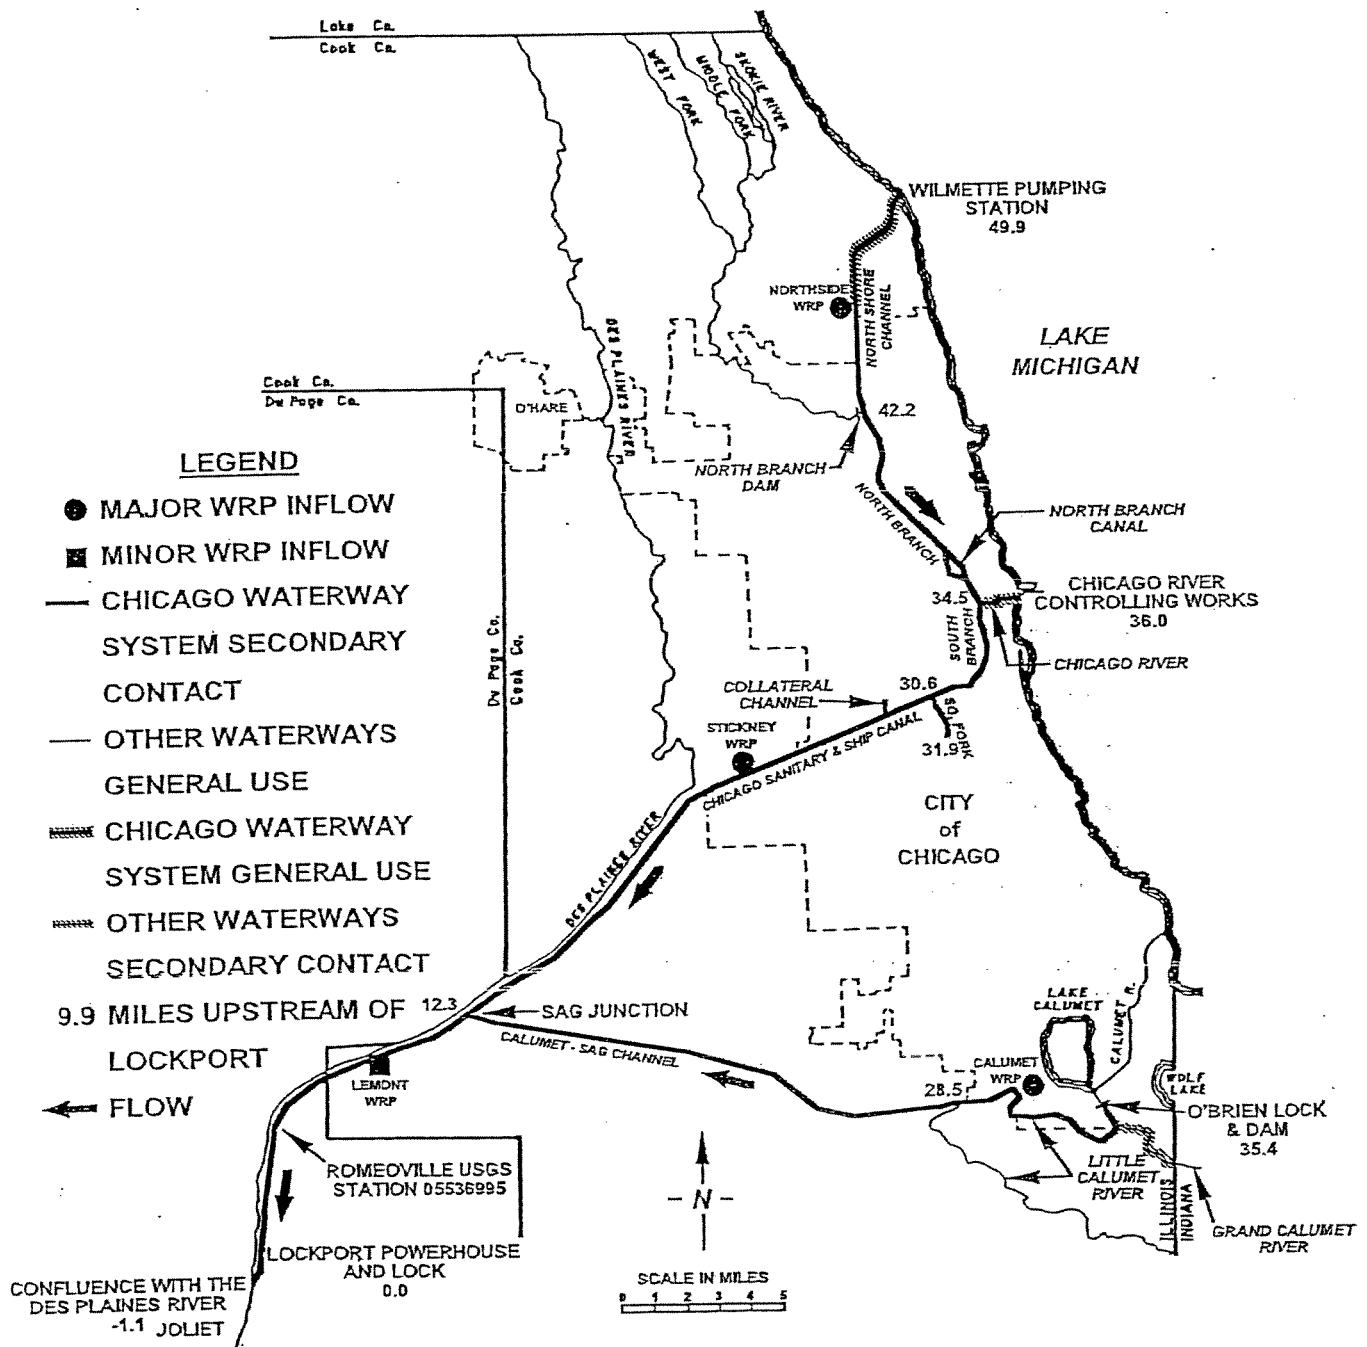 Lake Co.
Cook Co.
WEST FORK
MIDDLE FORK
SKOKIE RIVER
WILMETTE PUMPING
STATION
49.9
NORTHSIDE
WRP
NORTH SHORE
CHANNEL
LAKE
MICHIGAN
DES PLAINES
RIVER
Cook Co.
Du Page Co.
O'HARE
42.2
NORTH BRANCH
DAM
NORTH BRANCH
NORTH BRANCH
CANAL
CHICAGO RIVER
CONTROLLING WORKS
36.0
34.5
SOUTH
BRANCH
CHICAGO RIVER
LEGEND
MAJOR WRP INFLOW
MINOR WRP INFLOW
CHICAGO WATERWAY
SYSTEM SECONDARY
CONTACT
OTHER WATERWAYS
GENERAL USE
CHICAGO WATERWAY
SYSTEM GENERAL USE
OTHER WATERWAYS
SECONDARY CONTACT
9.9 MILES UPSTREAM OF
LOCKPORT
FLOW
Du Page Co.
Cook Co.
COLLATERAL
CHANNEL
30.6
SO. FORK
31.9
STICKNEY
WRP
CHICAGO SANITARY & SHIP CANAL
CITY
of
CHICAGO
DES PLAINES RIVER
12.3
SAG JUNCTION
CALUMET - SAG CHANNEL
LEMONT
WRP
LAKE
CALUMET
CALUMET R.
CALUMET
WRP
28.5
WOLF
LAKE
O'BRIEN LOCK
& DAM
35.4
LITTLE
CALUMET
RIVER
ILLINOIS
INDIANA
GRAND CALUMET
RIVER
ROMEOVILLE USGS
STATION 05536995
N
LOCKPORT POWERHOUSE
AND LOCK
0.0
SCALE IN MILES
0 1 2 3 4 5
CONFLUENCE WITH THE
DES PLAINES RIVER
-1.1 JOLIET